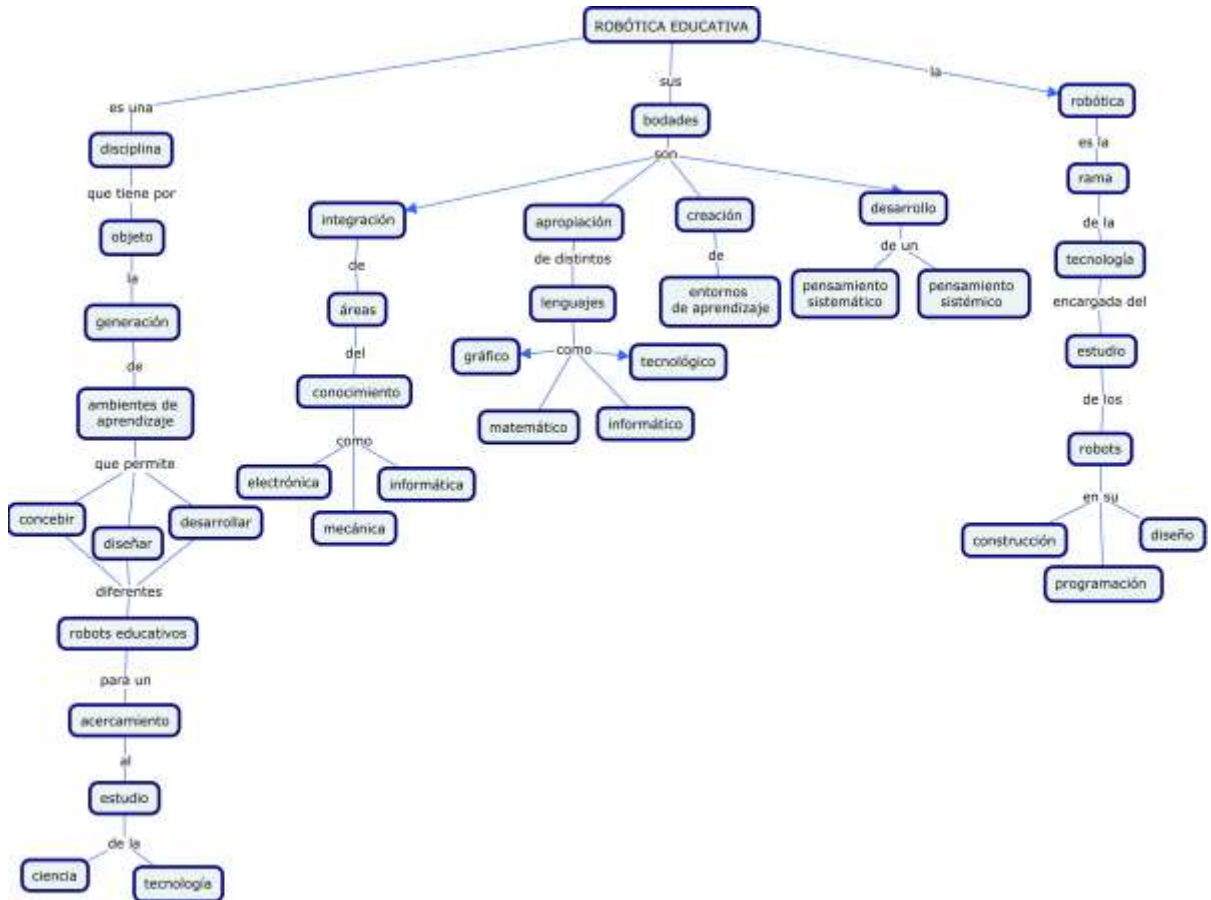 ROBÓTICA EDUCATIVA
es una
disciplina
que tiene por
objeto
la
generación
de
ambientes de
aprendizaje
que permite
concebir
diseñar
desarrollar
diferentes
robots educativos
para un
acercamiento
al
estudio
de la
ciencia
tecnología
sus
bodades
son
integración
de
áreas
del
conocimiento
como
electrónica
mecánica
informática
apropiación
de distintos
lenguajes
como
gráfico
matemático
informático
tecnológico
creación
de
entornos
de aprendizaje
desarrollo
de un
pensamiento
sistemático
pensamiento
sistémico
la
robótica
es la
rama
de la
tecnología
encargada del
estudio
de los
robots
en su
construcción
programación
diseño